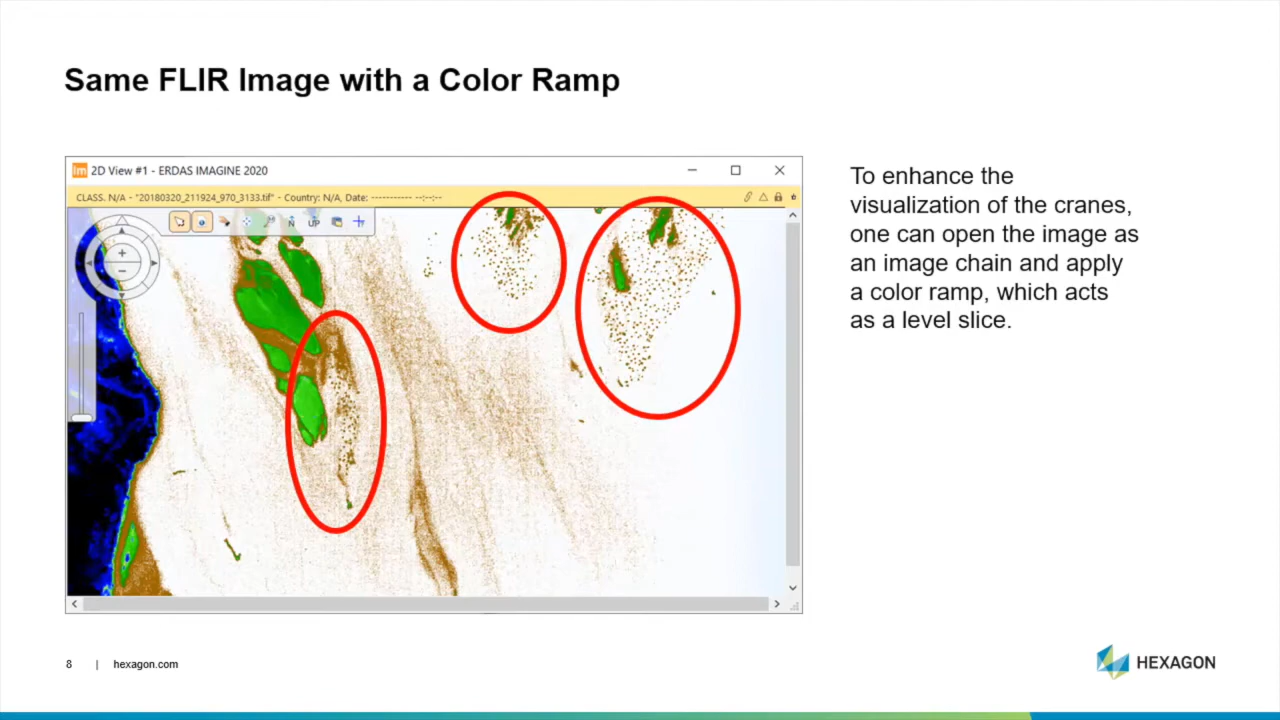 Same FLIR Image with a Color Ramp
Im 2D View #1 - ERDAS IMAGINE 2020
CLASS. N/A - "20180320_211924_970_3133.tif" - Country: N/A, Date: ----------- --:--:--
N UP
To enhance the
visualization of the cranes,
one can open the image as
an image chain and apply
a color ramp, which acts
as a level slice.
8 | hexagon.com
HEXAGON